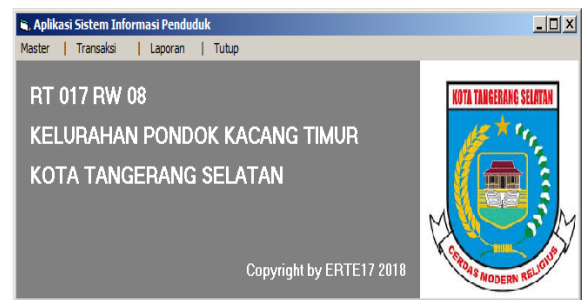 Aplikasi Sistem Informasi Penduduk
Master | Transaksi | Laporan | Tutup
RT 017 RW 08
KELURAHAN PONDOK KACANG TIMUR
KOTA TANGERANG SELATAN
Copyright by ERTE17 2018
KOTA TANGERANG SELATAN
CERDAS MODERN RELIGIUS